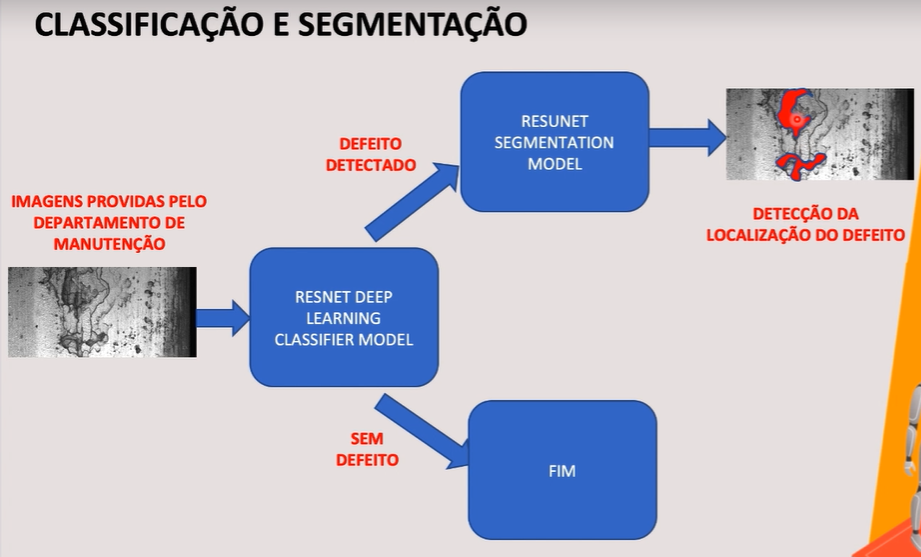 CLASSIFICAÇÃO E SEGMENTAÇÃO
IMAGENS PROVIDAS PELO
DEPARTAMENTO DE
MANUTENÇÃO
RESNET DEEP
LEARNING
CLASSIFIER MODEL
DEFEITO
DETECTADO
RESUNET
SEGMENTATION
MODEL
DETECÇÃO DA
LOCALIZAÇÃO DO DEFEITO
SEM
DEFEITO
FIM